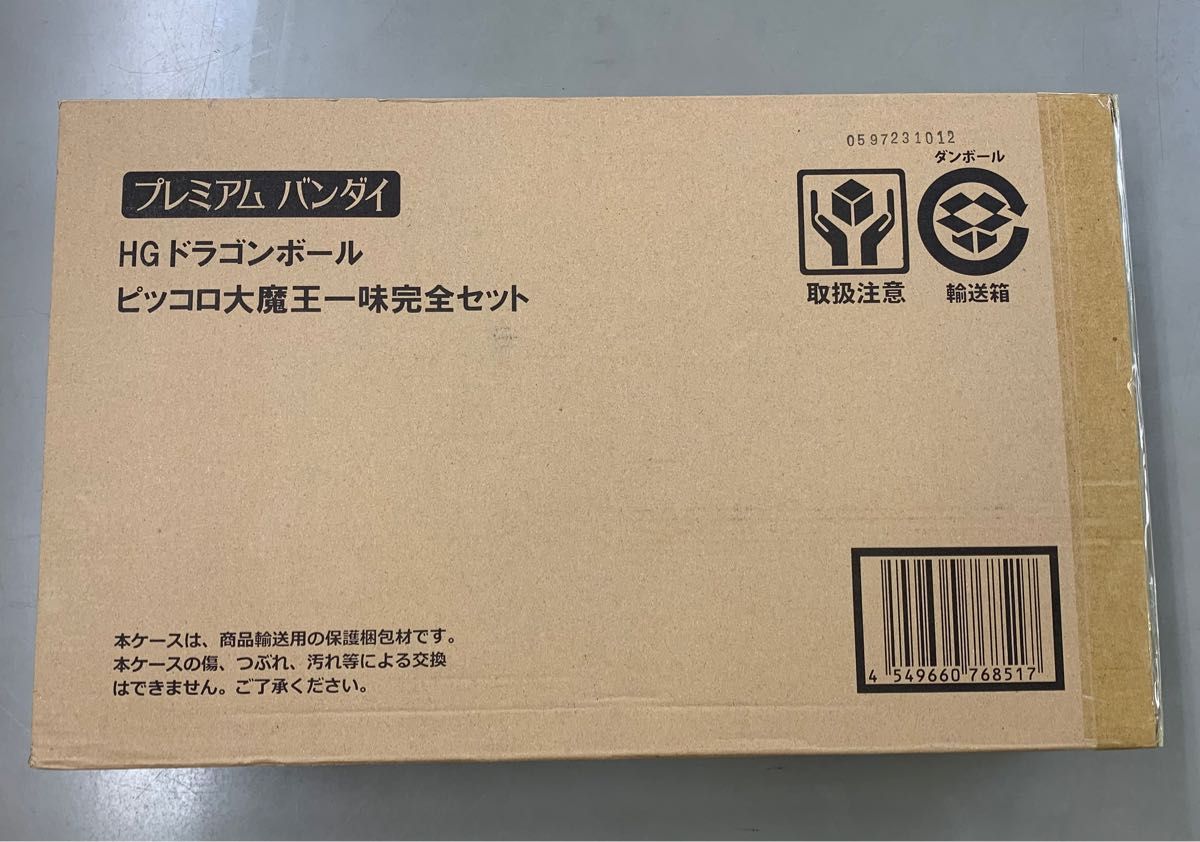 0597231012
ダンボール
プレミアム バンダイ
HG ドラゴンボール
ピッコロ大魔王一味完全セット
取扱注意
輸送箱
本ケースは、商品輸送用の保護梱包材です。
本ケースの傷、つぶれ、汚れ等による交換
はできません。ご了承ください。
4 549660 768517